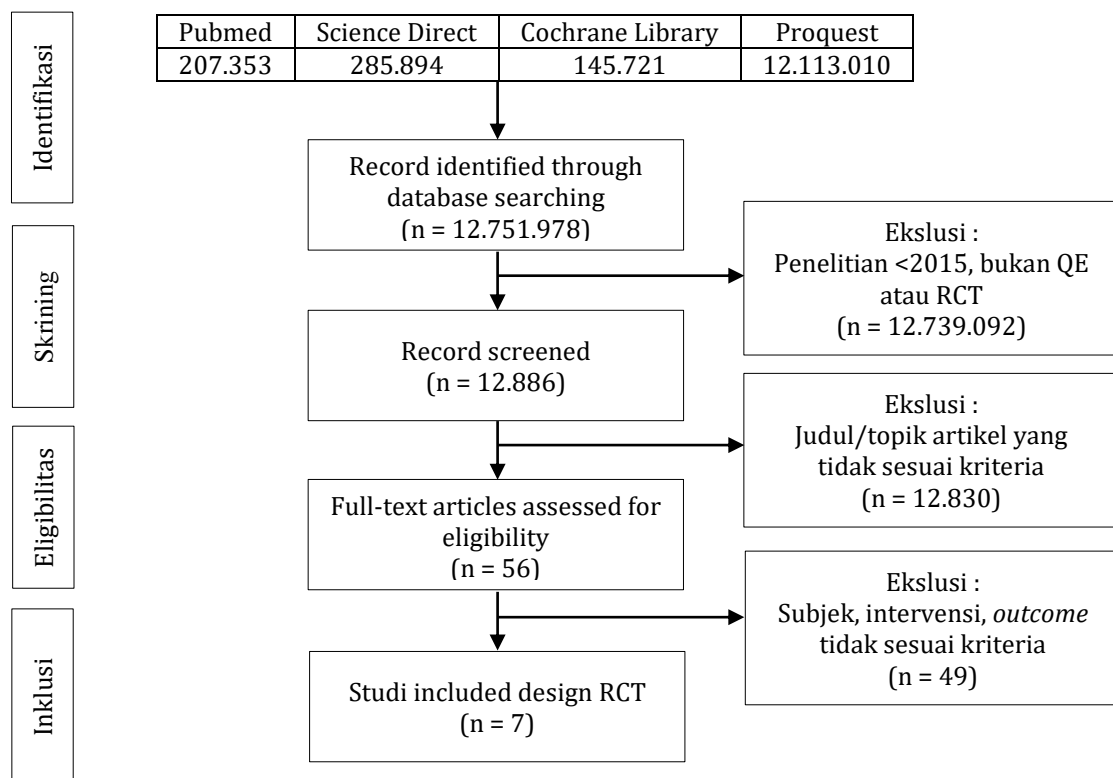 Identifikasi
Pubmed Science Direct Cochrane Library Proquest
207.353 285.894 145.721 12.113.010
Record identified through
database searching
(n = 12.751.978)
Skrining
Ekslusi :
Penelitian <2015, bukan QE
atau RCT
(n = 12.739.092)
Record screened
(n = 12.886)
Eligibilitas
Ekslusi :
Judul/topik artikel yang
tidak sesuai kriteria
(n = 12.830)
Full-text articles assessed for
eligibility
(n = 56)
Inklusi
Ekslusi :
Subjek, intervensi, outcome
tidak sesuai kriteria
(n = 49)
Studi included design RCT
(n = 7)